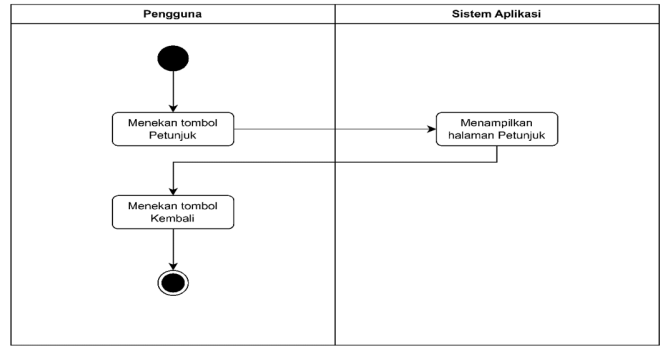 Pengguna
Sistem Aplikasi
Menekan tombol
Petunjuk
Menampilkan
halaman Petunjuk
Menekan tombol
Kembali